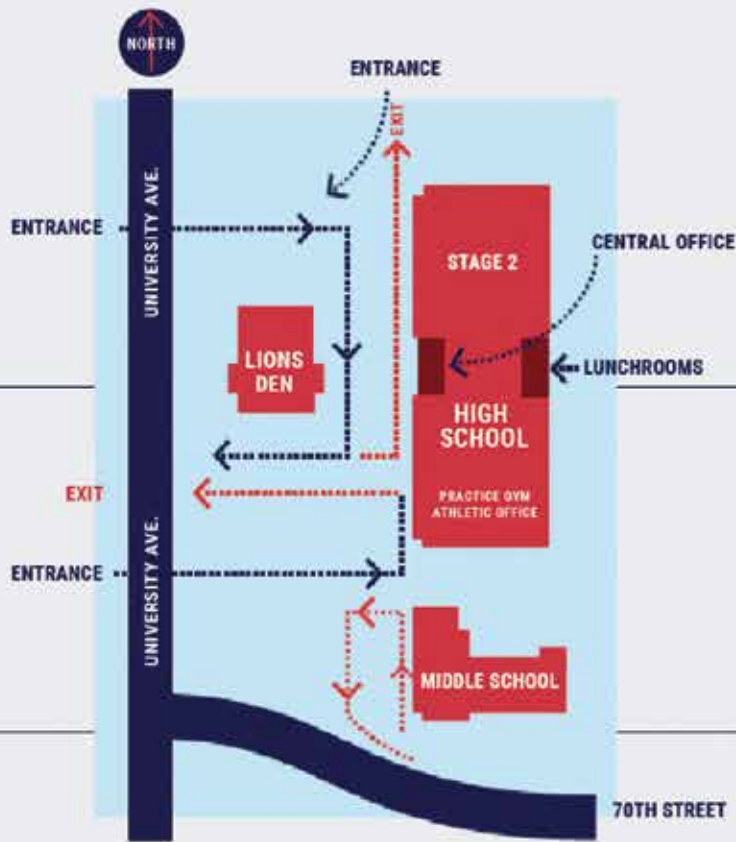 NORTH
ENTRANCE
EXIT
UNIVERSITY AVE.
ENTRANCE
STAGE 2
CENTRAL OFFICE
LIONS
DEN
LUNCHROOMS
HIGH
SCHOOL
EXIT
PRACTICE GYM
ATHLETIC OFFICE
UNIVERSITY AVE.
ENTRANCE
MIDDLE SCHOOL
70TH STREET